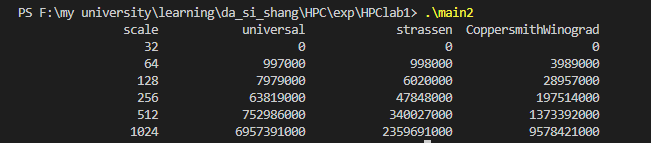 PS F:\my university\learning\da_si_shang\HPC\exp\HPClab1> .\main2
scale universal strassen CoppersmithWinograd
32 0 0 0
64 997000 998000 3989000
128 7979000 6020000 28957000
256 63819000 47848000 197514000
512 752986000 340027000 1373392000
1024 6957391000 2359691000 9578421000